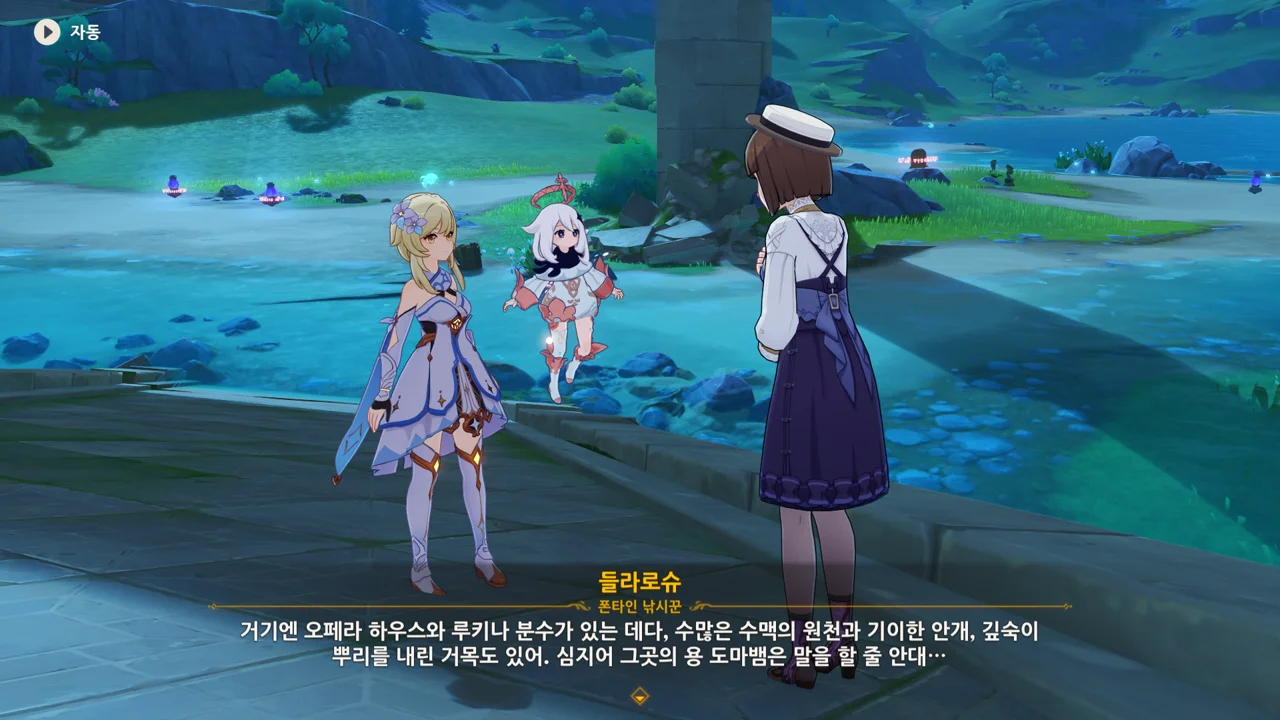 자동
들라로슈
폰타인 낚시꾼
거기엔 오페라 하우스와 루키나 분수가 있는 데다, 수많은 수맥의 원천과 기이한 안개, 깊숙이
뿌리를 내린 거목도 있어. 심지어 그곳의 용 도마뱀은 말을 할 줄 안대…